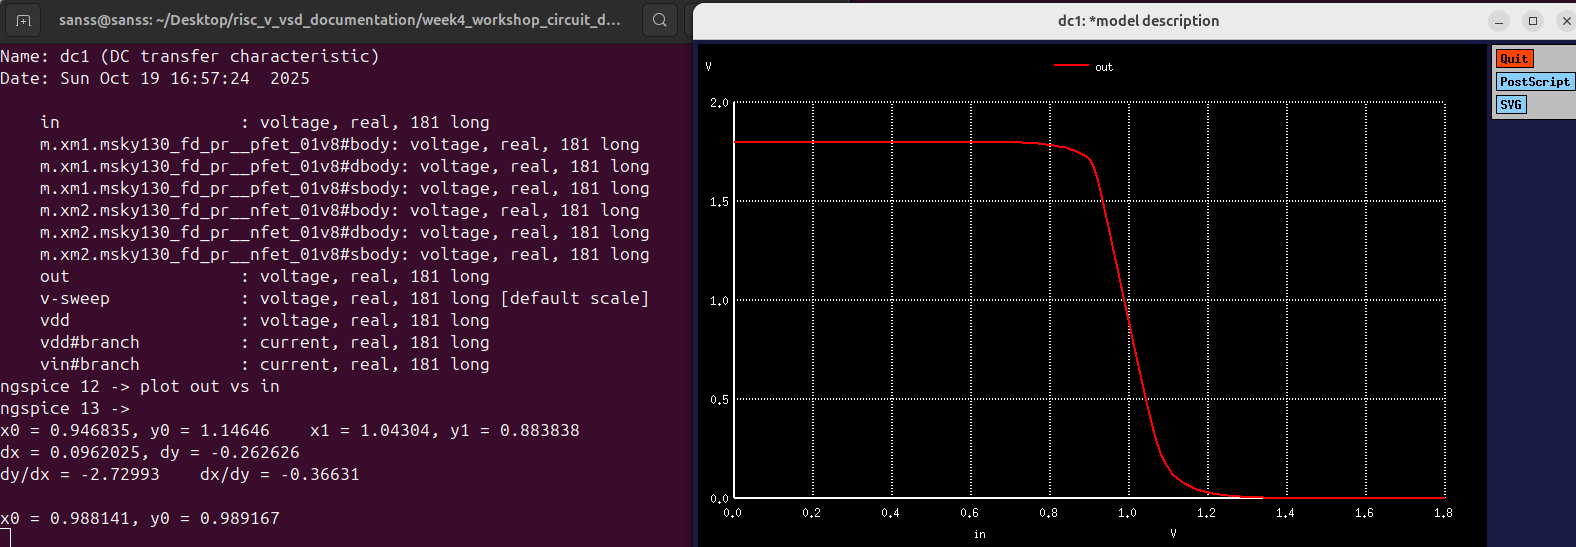 sanss@sanss: ~/Desktop/risc_v_vsd_documentation/week4_workshop_circuit_d...
Name: dc1 (DC transfer characteristic)
Date: Sun Oct 19 16:57:24  2025
in                  : voltage, real, 181 long
m.xm1.msky130_fd_pr__pfet_01v8#body: voltage, real, 181 long
m.xm1.msky130_fd_pr__pfet_01v8#dbody: voltage, real, 181 long
m.xm1.msky130_fd_pr__pfet_01v8#sbody: voltage, real, 181 long
m.xm2.msky130_fd_pr__nfet_01v8#body: voltage, real, 181 long
m.xm2.msky130_fd_pr__nfet_01v8#dbody: voltage, real, 181 long
m.xm2.msky130_fd_pr__nfet_01v8#sbody: voltage, real, 181 long
out                 : voltage, real, 181 long
v-sweep             : voltage, real, 181 long [default scale]
vdd                 : voltage, real, 181 long
vdd#branch          : current, real, 181 long
vin#branch          : current, real, 181 long
ngspice 12 -> plot out vs in
ngspice 13 ->
x0 = 0.946835, y0 = 1.14646    x1 = 1.04304, y1 = 0.883838
dx = 0.0962025, dy = -0.262626
dy/dx = -2.72993    dx/dy = -0.36631
x0 = 0.988141, y0 = 0.989167
dc1: *model description
Quit
PostScript
SVG
V
out
2.0
1.5
1.0
0.5
0.0
0.0 0.2 0.4 0.6 0.8 1.0 1.2 1.4 1.6 1.8
in V